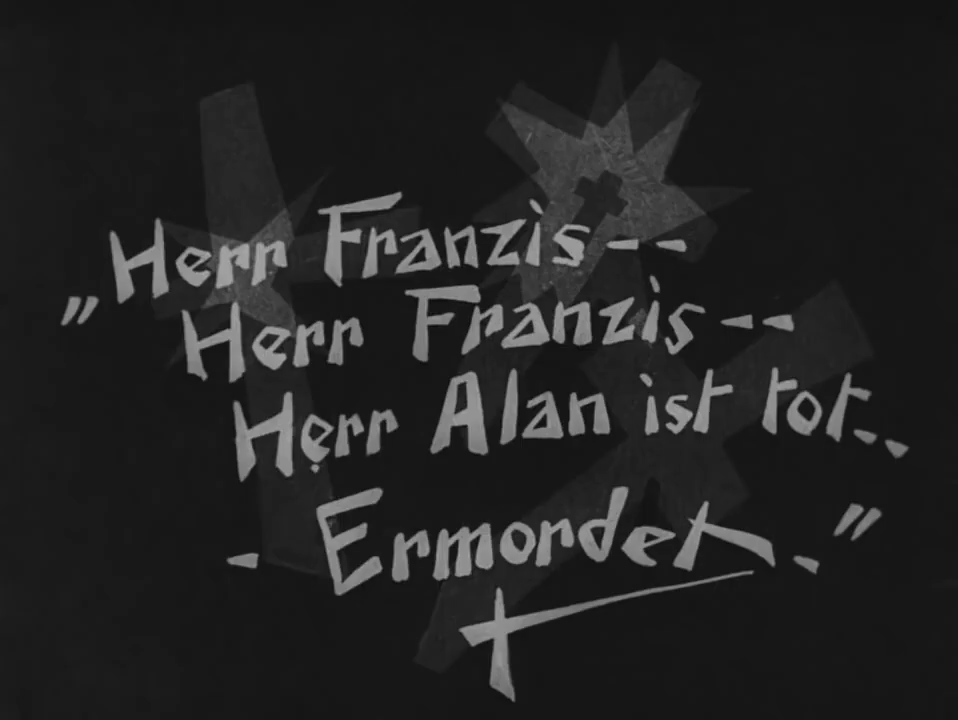 „Herr Franzis--
Herr Franzis--
Herr Alan ist tot--
- Ermordet-"